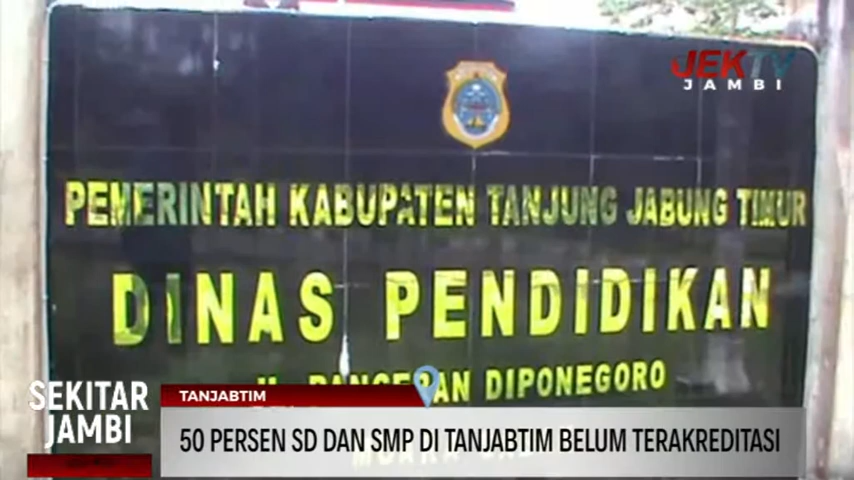 JEKTV
JAMBI
PEMERINTAH KABUPATEN TANJUNG JABUNG TIMUR
DINAS PENDIDIKAN
DIPONEGORO
SEKITAR
JAMBI
TANJABTIM
50 PERSEN SD DAN SMP DI TANJABTIM BELUM TERAKREDITASI